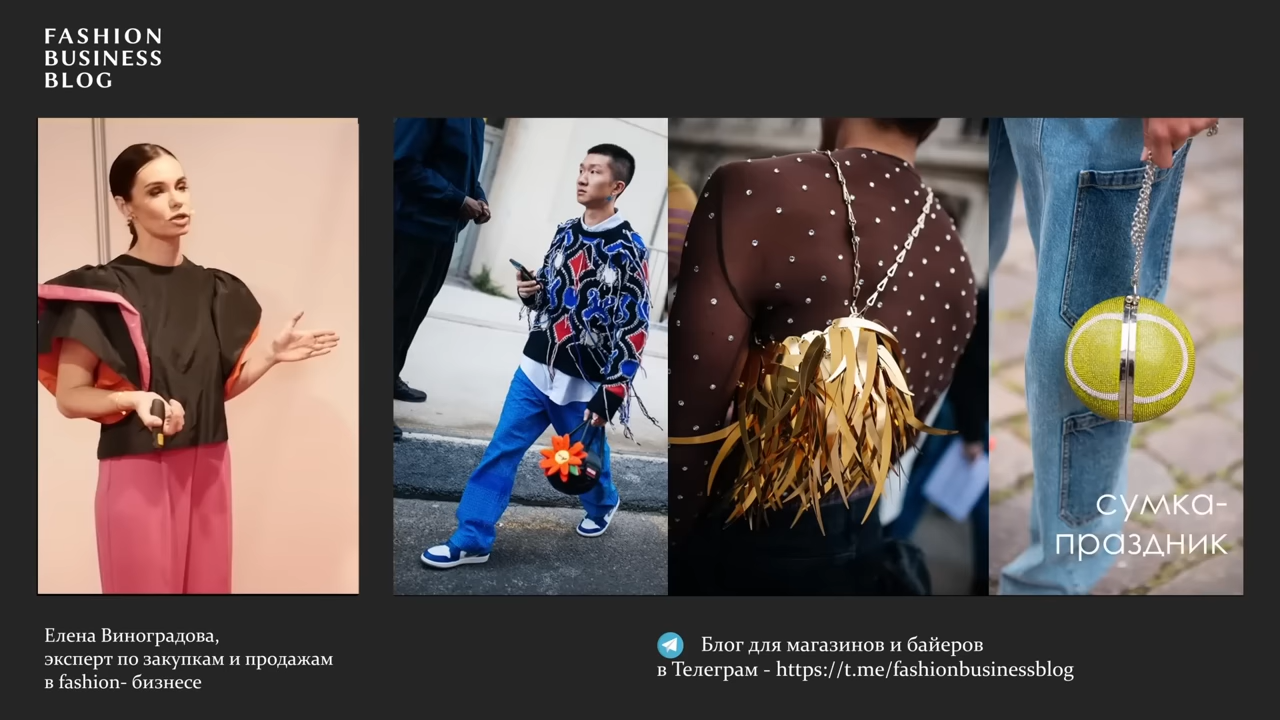 FASHION
BUSINESS
BLOG
сумка-
праздник
Елена Виноградова,
эксперт по закупкам и продажам
в fashion- бизнесе
Блог для магазинов и байеров
в Телеграм - https://t.me/fashionbusinessblog